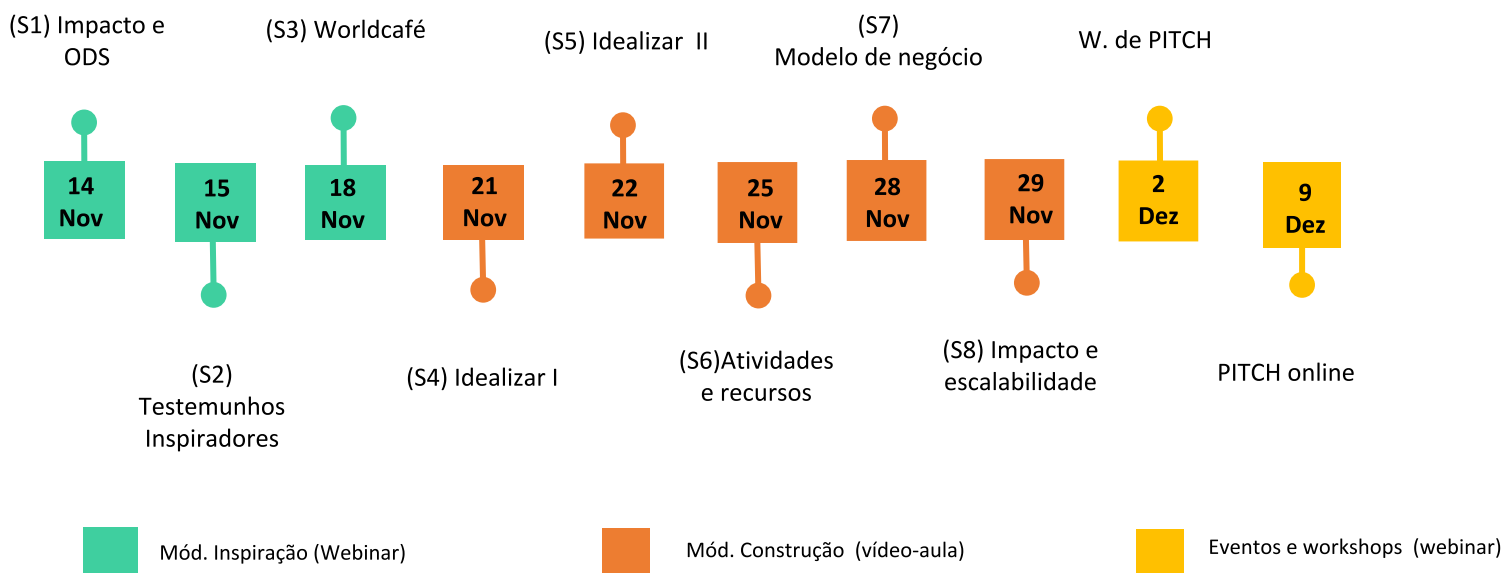 (S1) Impacto e
ODS
(S3) Worldcafé
(S5) Idealizar  II
(S7)
Modelo de negócio
W. de PITCH
14
Nov
15
Nov
18
Nov
21
Nov
22
Nov
25
Nov
28
Nov
29
Nov
2
Dez
9
Dez
(S2)
Testemunhos
Inspiradores
(S4) Idealizar I
(S6)Atividades
e recursos
(S8) Impacto e
escalabilidade
PITCH online
Mód. Inspiração (Webinar)
Mód. Construção  (vídeo-aula)
Eventos e workshops  (webinar)